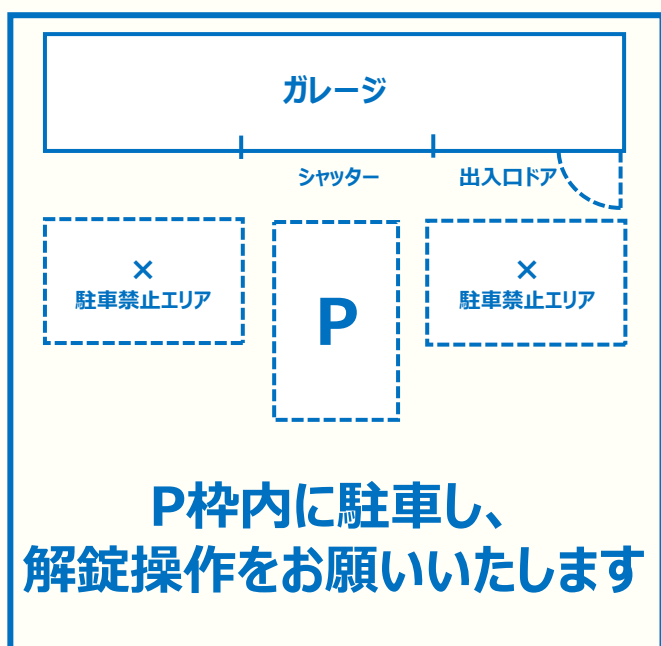 ガレージ
シャッター
出入口ドア
×
駐車禁止エリア
P
×
駐車禁止エリア
P枠内に駐車し、
解錠操作をお願いいたします